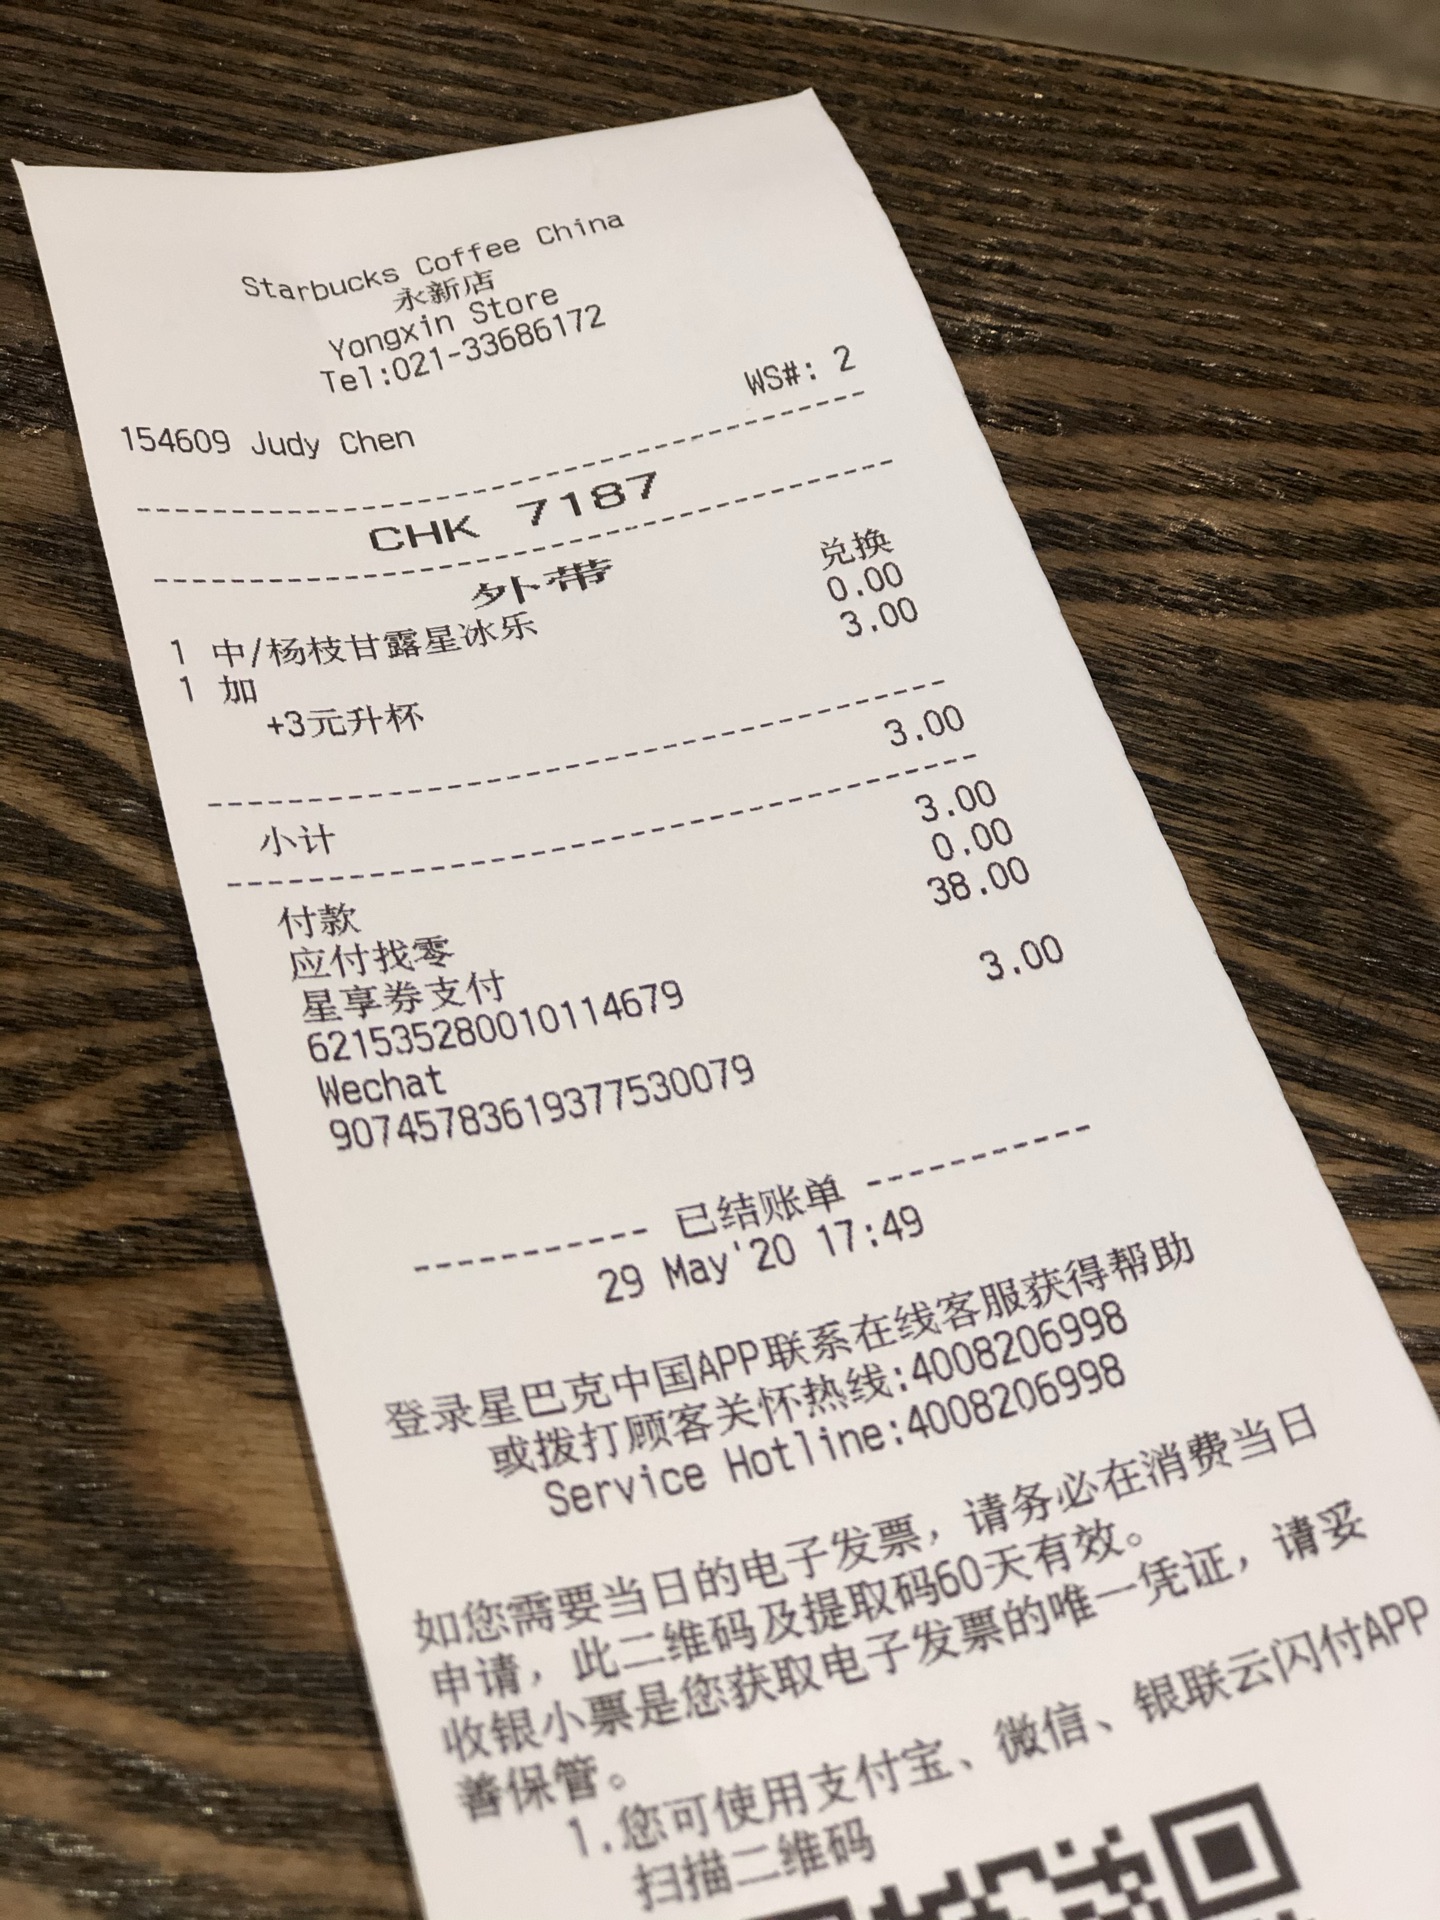 Starbucks Coffee China
永新店
Yongxin Store
Tel:021-33686172
WS#: 2
154609 Judy Chen
CHK 7187
外带
1 中/杨枝甘露星冰乐 兑换
1 加 0.00
+3元升杯 3.00
小计 3.00
付款 3.00
应付找零 0.00
星享券支付 38.00
6215352800010114679
Wechat 3.00
90745783619377530079
----------- 已结账单 -----------
29 May'20 17:49
登录星巴克中国APP联系在线客服获得帮助
或拨打顾客关怀热线:4008206998
Service Hotline:4008206998
如您需要当日的电子发票，请务必在消费当日
申请，此二维码及提取码60天有效。
收银小票是您获取电子发票的唯一凭证，请妥
善保管。
1.您可使用支付宝、微信、银联云闪付APP
扫描二维码